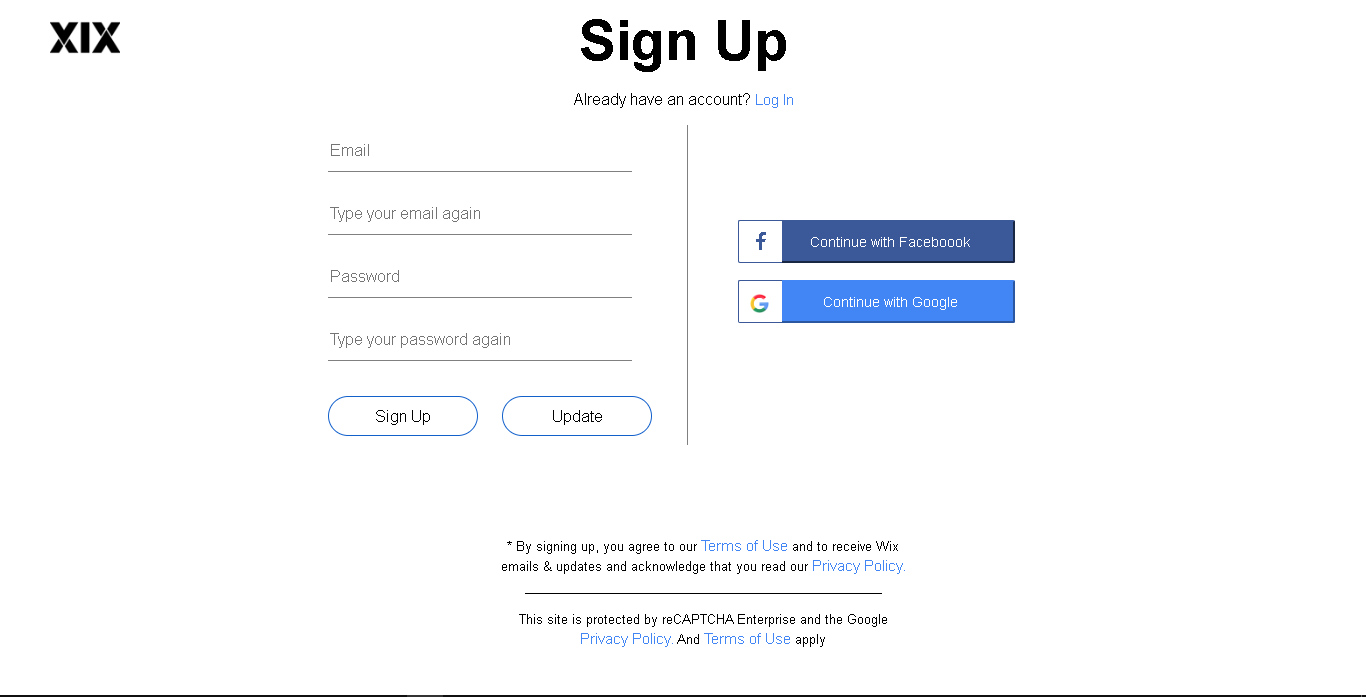 XIX
Sign Up
Already have an account? Log In
Email
Type your email again
Password
Type your password again
Sign Up
Update
Continue with Faceboook
Continue with Google
* By signing up, you agree to our Terms of Use and to receive Wix
emails & updates and acknowledge that you read our Privacy Policy.
This site is protected by reCAPTCHA Enterprise and the Google
Privacy Policy. And Terms of Use apply